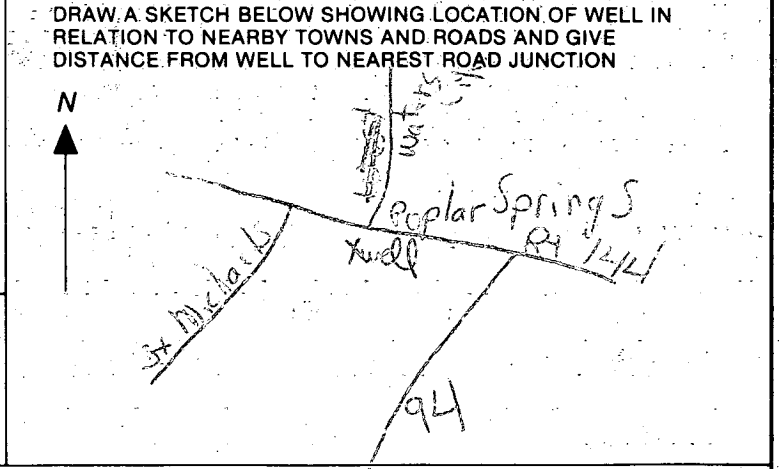 DRAW A SKETCH BELOW SHOWING LOCATION OF WELL IN
RELATION TO NEARBY TOWNS AND ROADS AND GIVE
DISTANCE FROM WELL TO NEAREST ROAD JUNCTION
N
Poplar Springs
Rt 144
X well
St Michaels
94